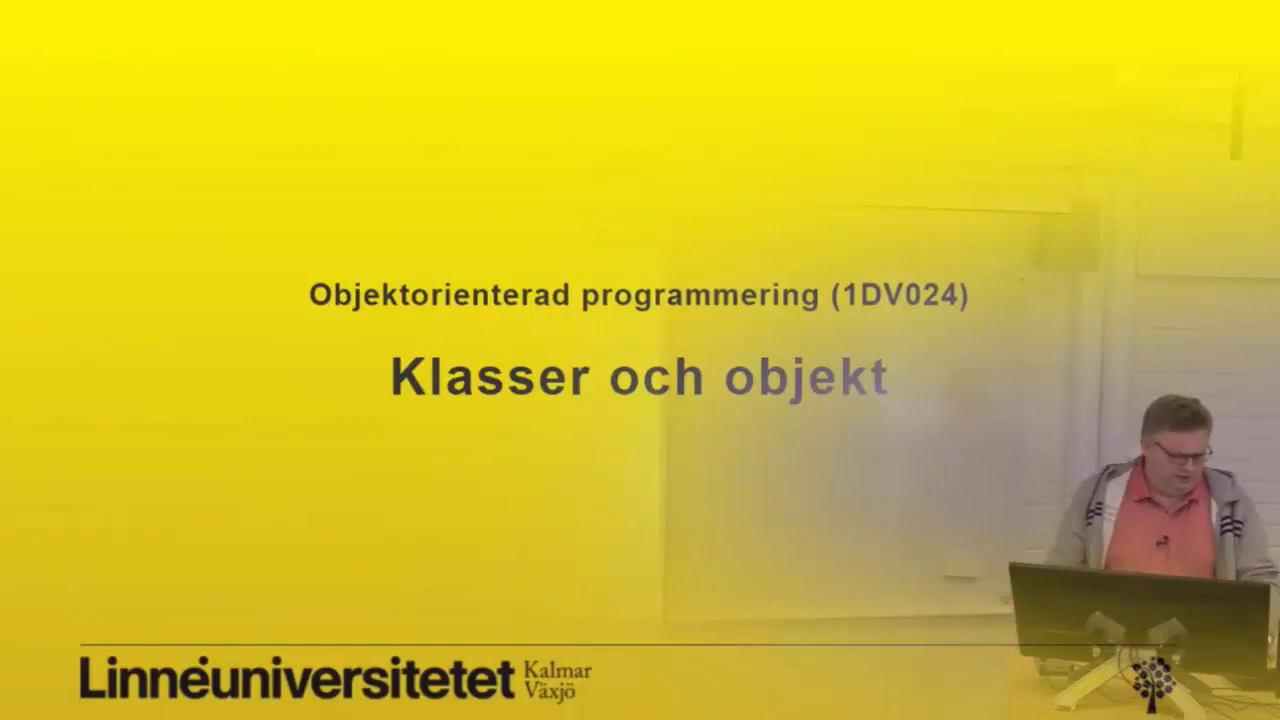 Objektorienterad programmering (1DV024)
Klasser och objekt
Linnéuniversitetet
Kalmar
Växjö